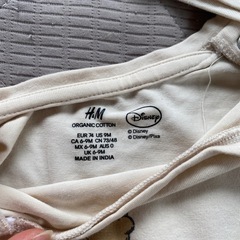 H&M
ORGANIC COTTON
EUR 74 US 9M
CA 6-9M CN 73/48
MX 6-9M AUS 0
UK 6-9M
MADE IN INDIA
Disney
© Disney
© Disney/Pixar